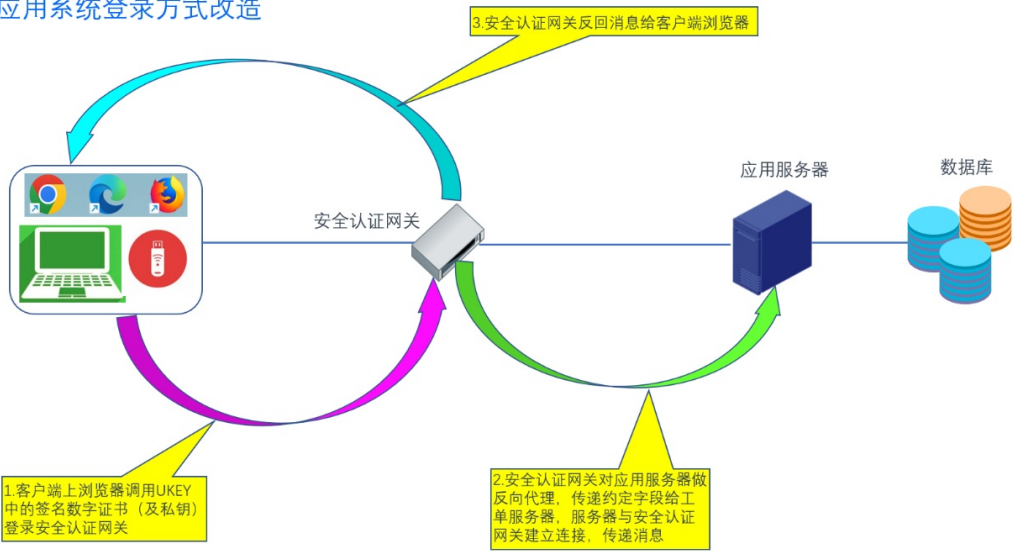 应用系统登录方式改造
3.安全认证网关反回消息给客户端浏览器
应用服务器
数据库
安全认证网关
1.客户端上浏览器调用UKEY
中的签名数字证书（及私钥）
登录安全认证网关
2.安全认证网关对应用服务器做
反向代理，传递约定字段给工
单服务器，服务器与安全认证
网关建立连接，传递消息